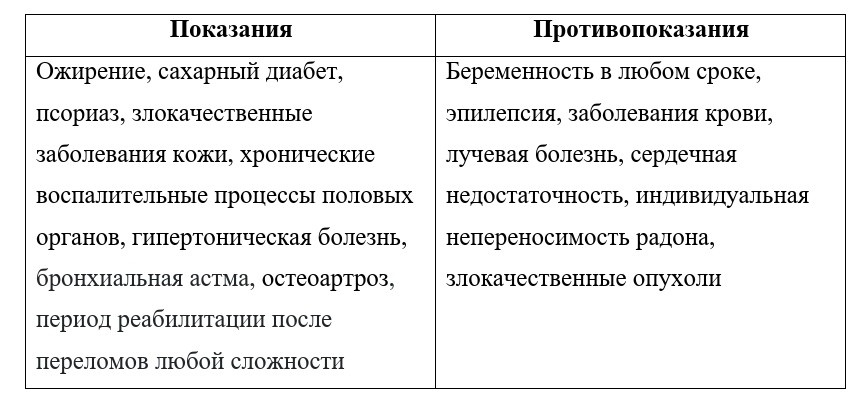 Показания
Противопоказания
Ожирение, сахарный диабет,
псориаз, злокачественные
заболевания кожи, хронические
воспалительные процессы половых
органов, гипертоническая болезнь,
бронхиальная астма, остеоартроз,
период реабилитации после
переломов любой сложности
Беременность в любом сроке,
эпилепсия, заболевания крови,
лучевая болезнь, сердечная
недостаточность, индивидуальная
непереносимость радона,
злокачественные опухоли